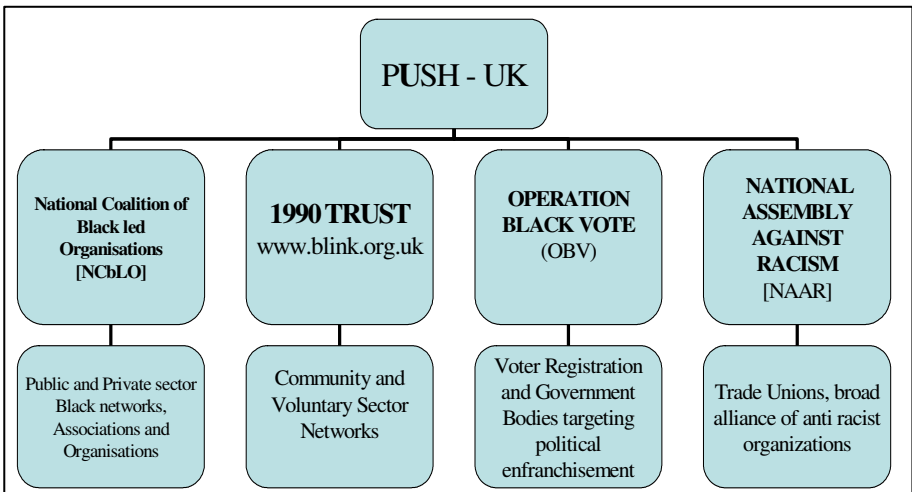 PUSH - UK
National Coalition of
Black led
Organisations
[NCbLO]
1990 TRUST
www.blink.org.uk
OPERATION
BLACK VOTE
(OBV)
NATIONAL
ASSEMBLY
AGAINST
RACISM
[NAAR]
Public and Private sector
Black networks,
Associations and
Organisations
Community and
Voluntary Sector
Networks
Voter Registration
and Government
Bodies targeting
political
enfranchisement
Trade Unions, broad
alliance of anti racist
organizations